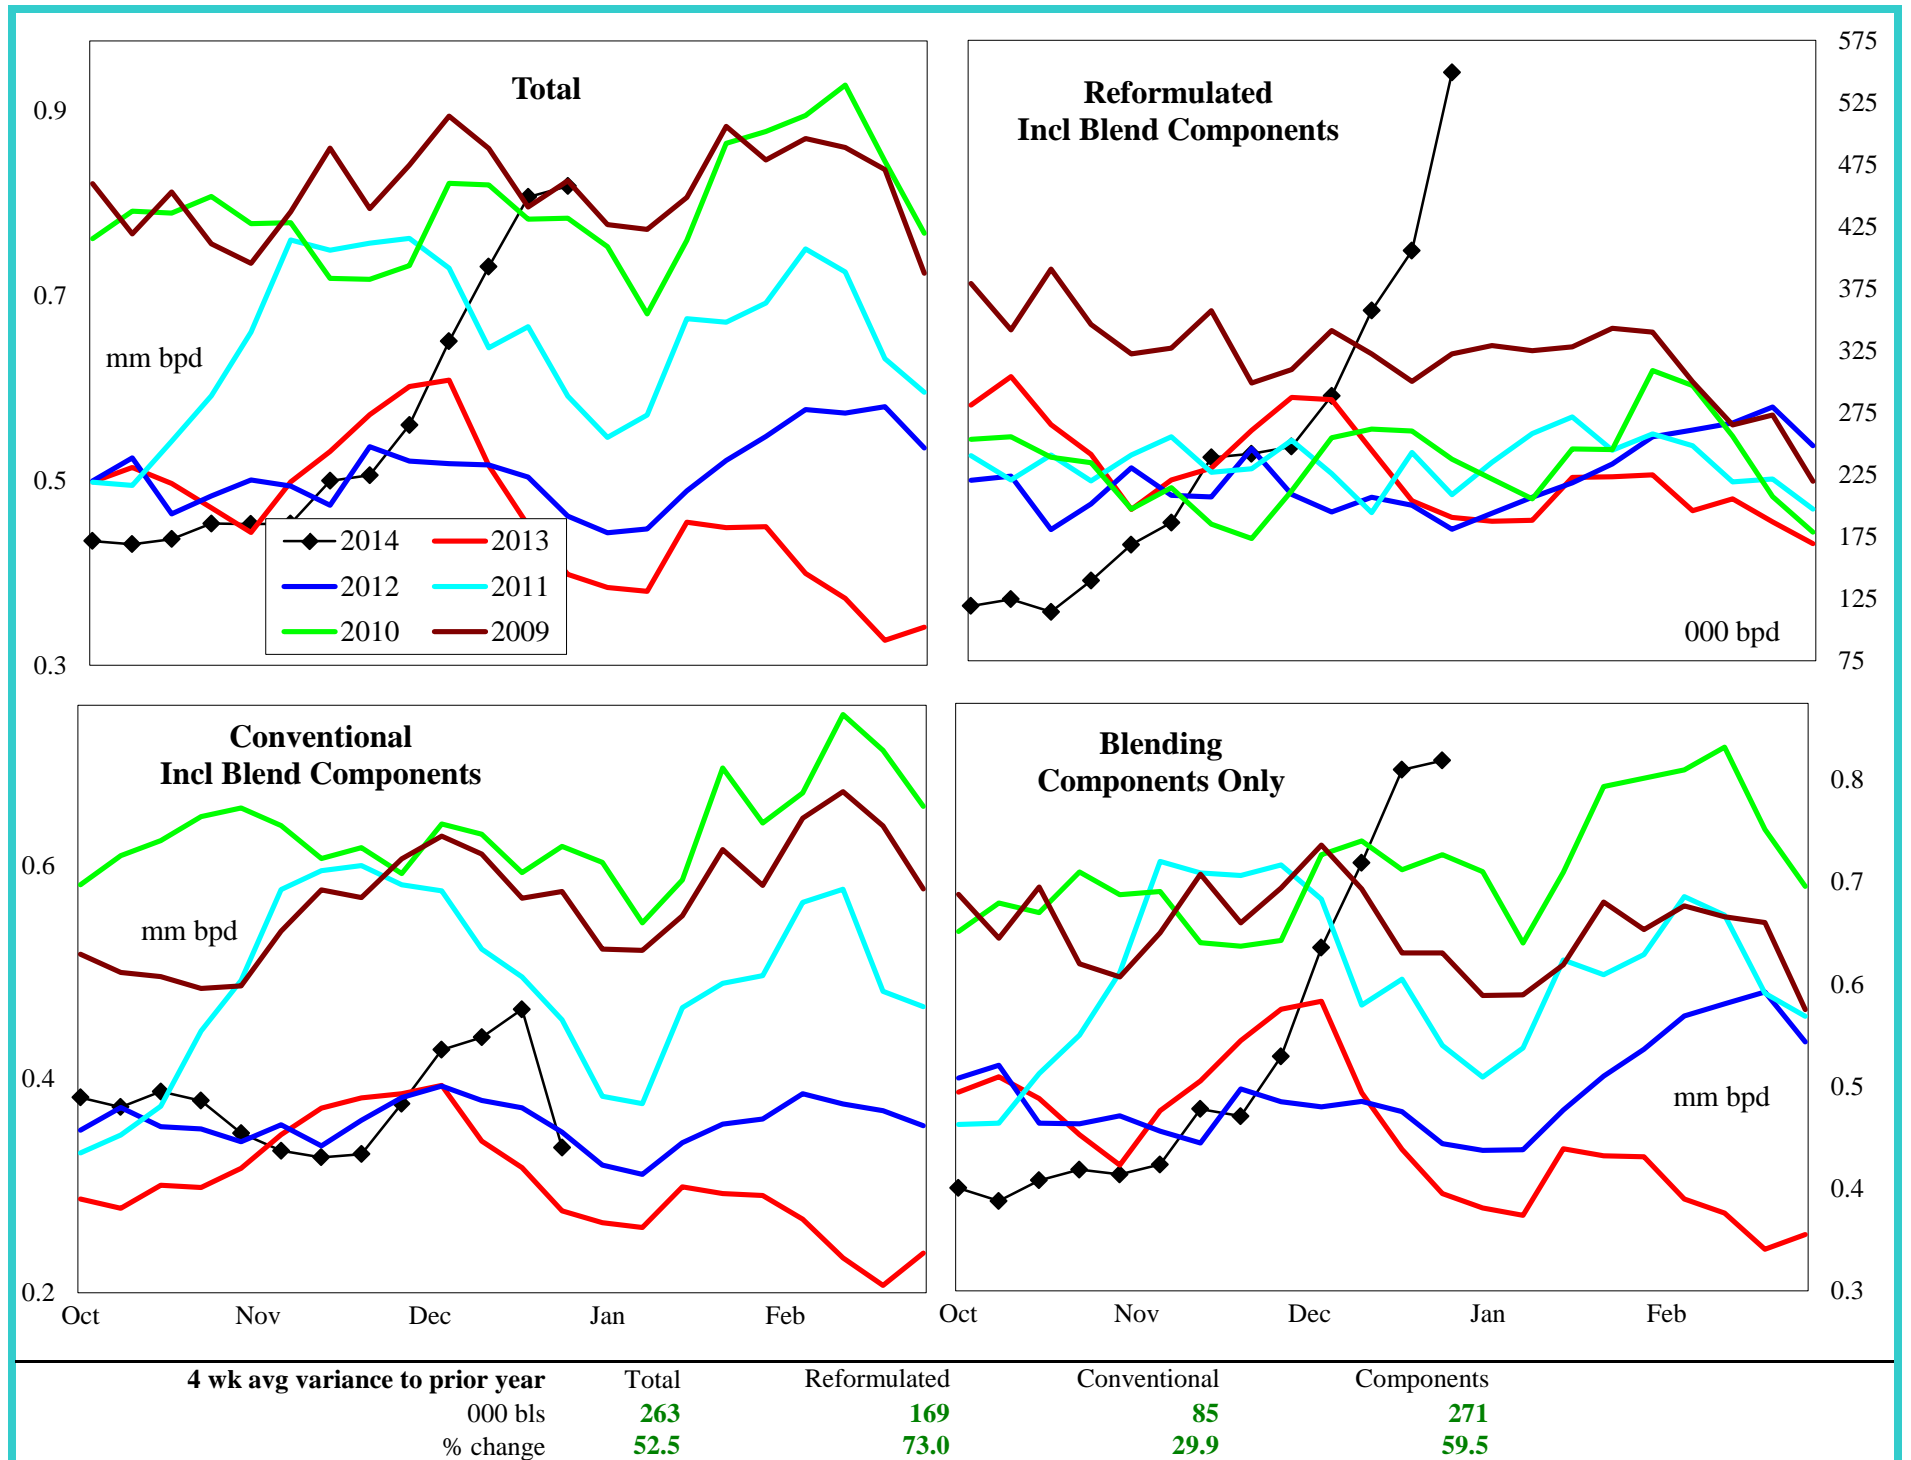 Total
0.9
0.7
mm bpd
0.5
0.3
2014 2013
2012 2011
2010 2009
Reformulated
Incl Blend Components
575
525
475
425
375
325
275
225
175
125
75
000 bpd
Conventional
Incl Blend Components
mm bpd
0.6
0.4
0.2
Oct Nov Dec Jan Feb
Blending
Components Only
0.8
0.7
0.6
0.5
mm bpd
0.4
0.3
Oct Nov Dec Jan Feb
4 wk avg variance to prior year Total Reformulated Conventional Components
000 bls 263 169 85 271
% change 52.5 73.0 29.9 59.5